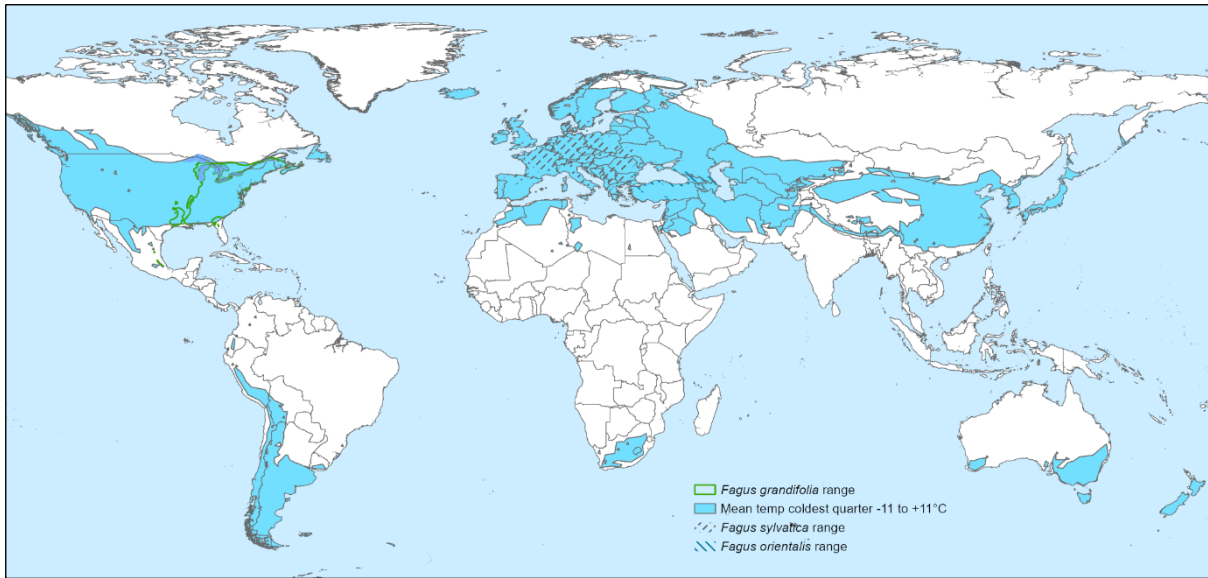 Fagus grandifolia range
Mean temp coldest quarter -11 to +11°C
Fagus sylvatica range
Fagus orientalis range